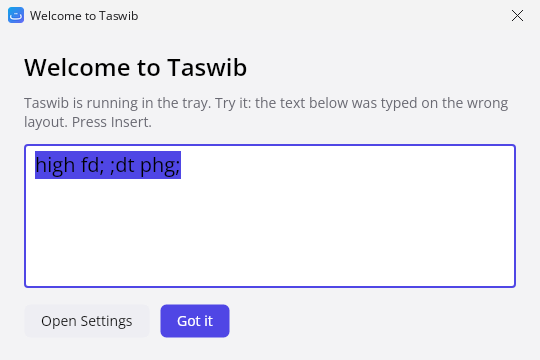 Welcome to Taswib
Welcome to Taswib
Taswib is running in the tray. Try it: the text below was typed on the wrong
layout. Press Insert.
high fd; ;dt phg;
Open Settings
Got it